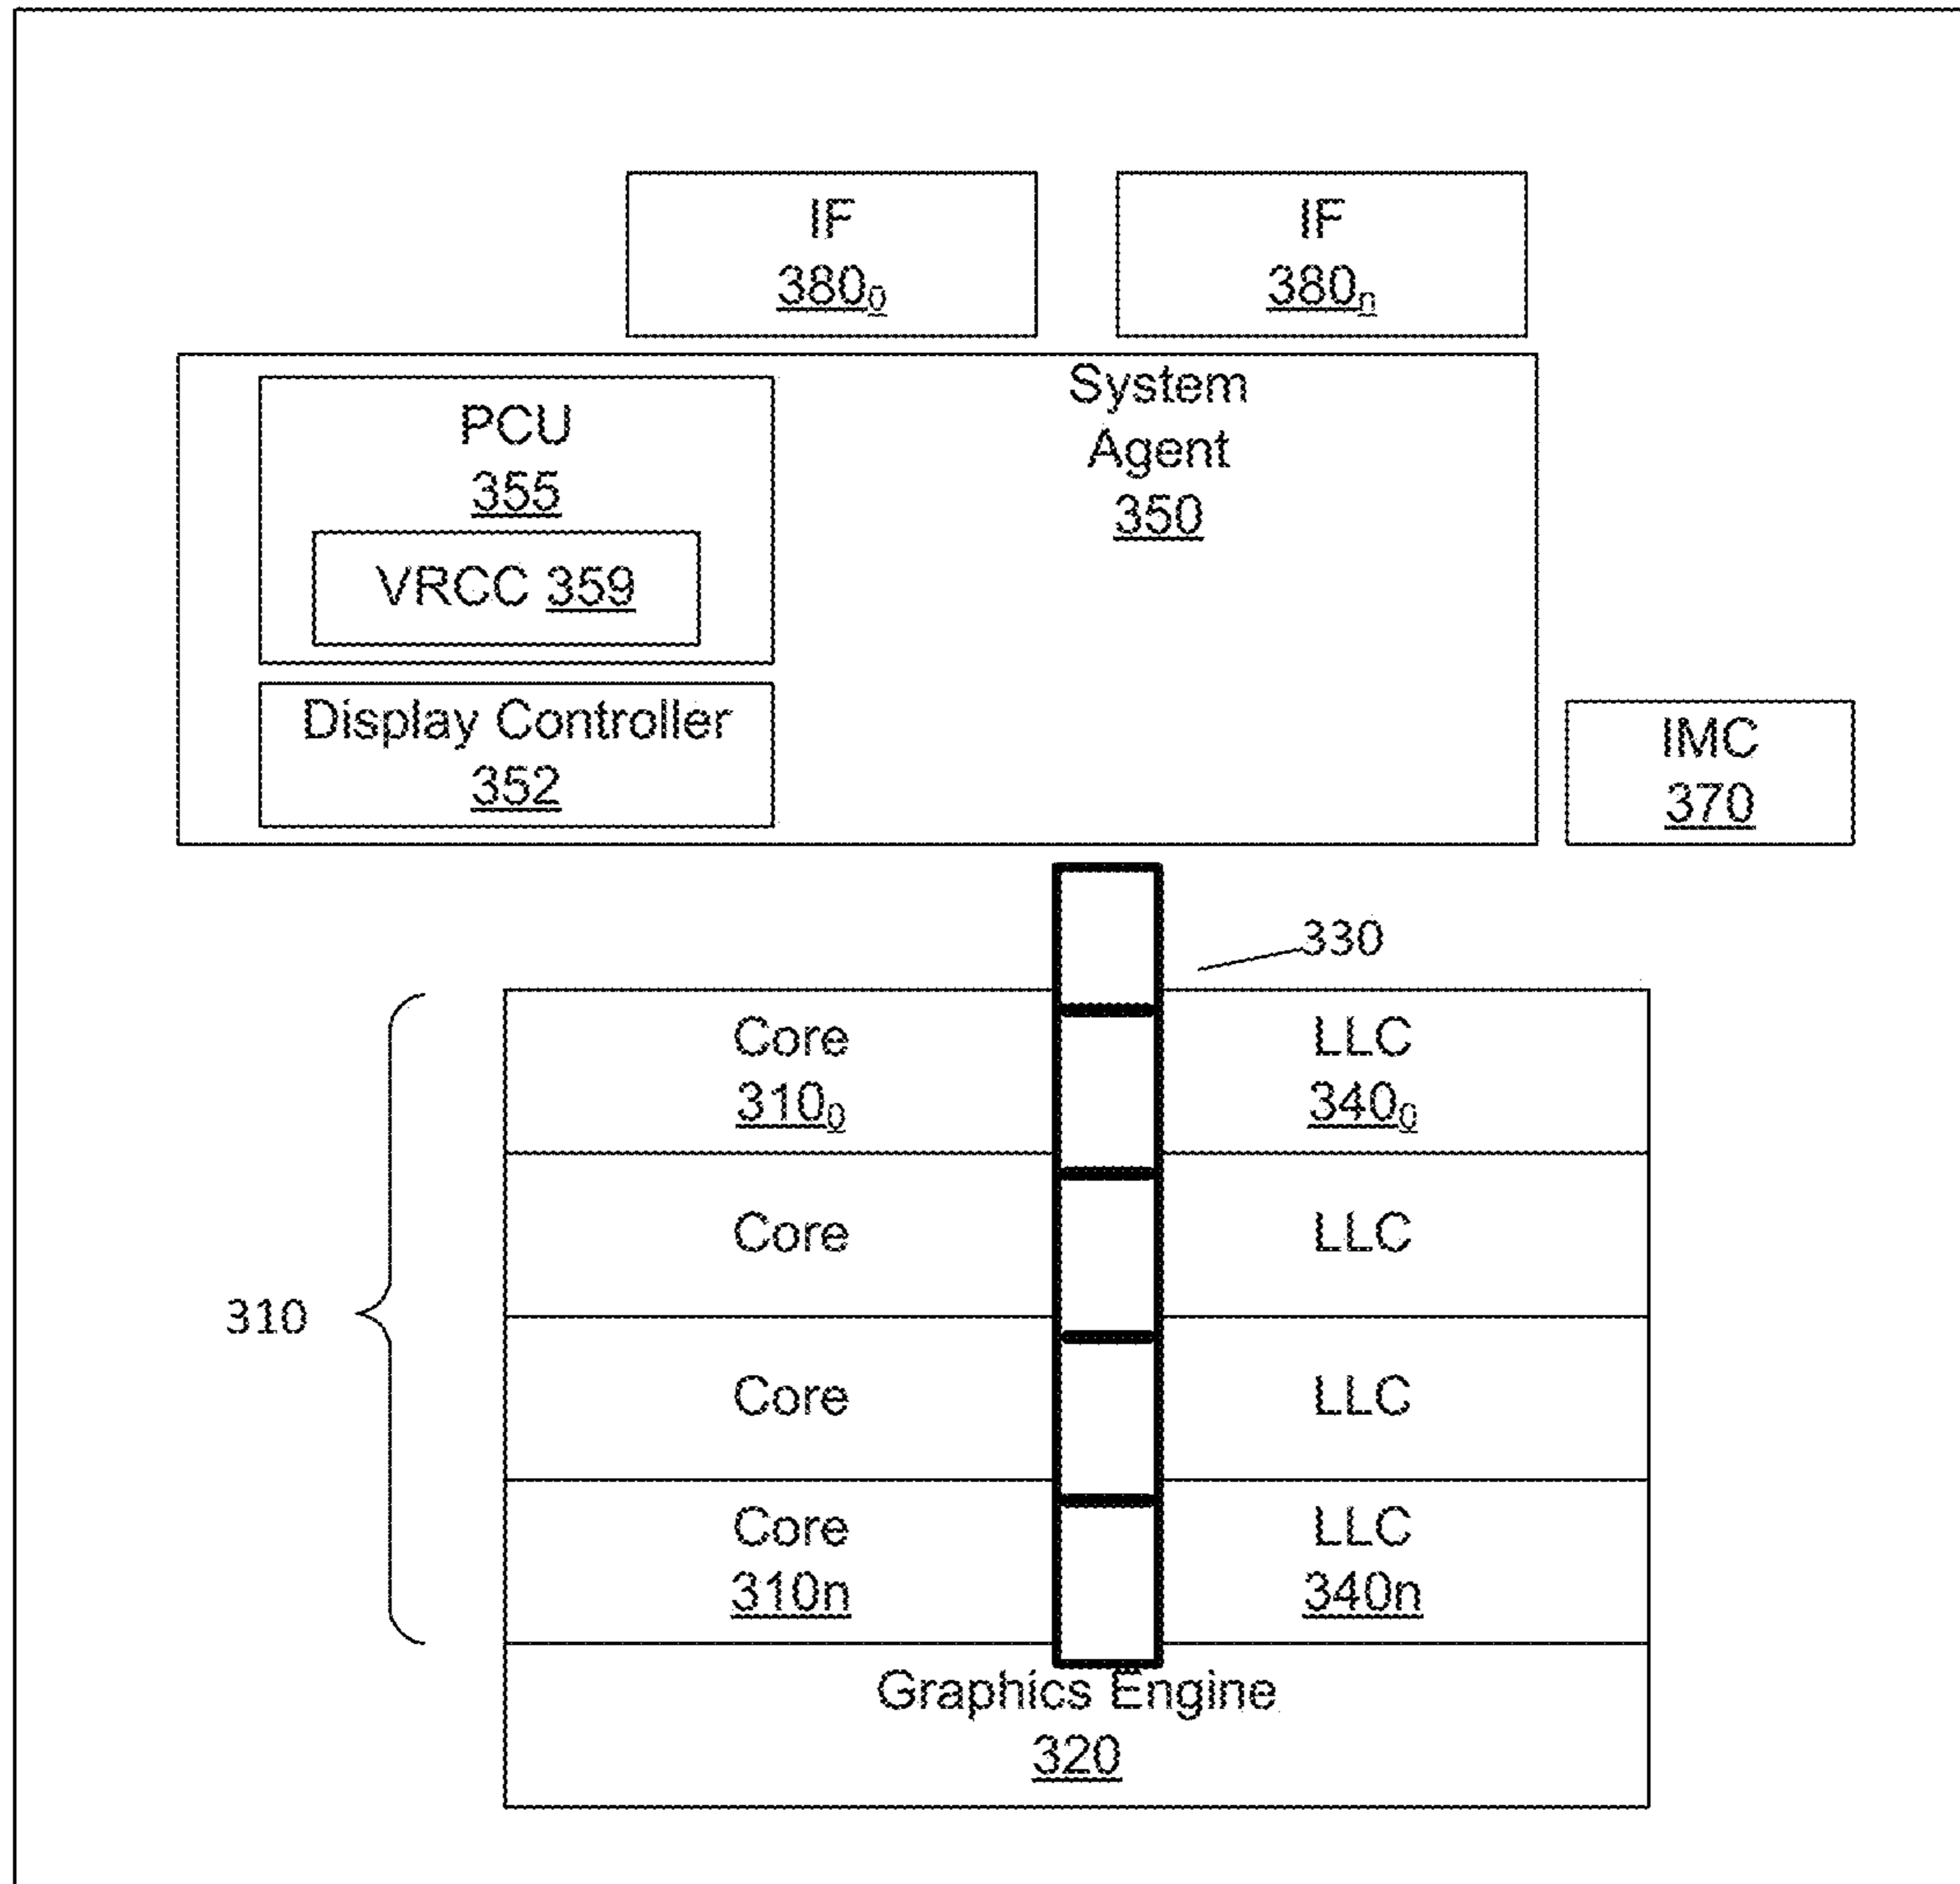 IF
380₀
IF
380ₙ
System
Agent
350
PCU
355
VRCC 359
Display Controller
352
IMC
370
330
Core
310₀
LLC
340₀
Core
LLC
310
Core
LLC
Core
310n
LLC
340n
Graphics Engine
320